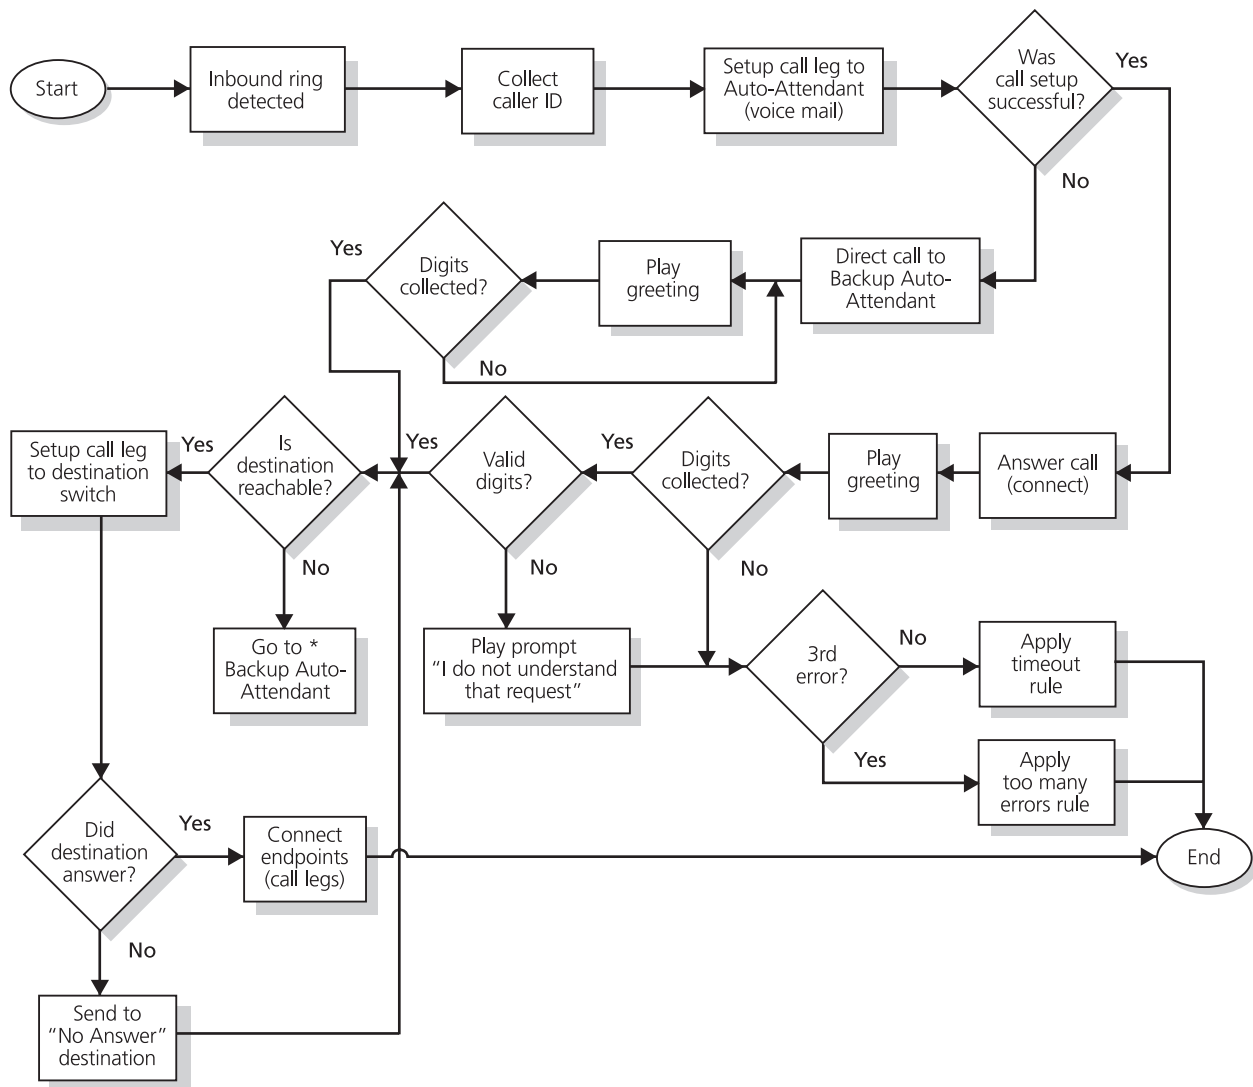 Start
Inbound ring
detected
Collect
caller ID
Setup call leg to
Auto-Attendant
(voice mail)
Was
call setup
successful?
Yes
No
Yes
Digits
collected?
No
Play
greeting
Direct call to
Backup Auto-
Attendant
Setup call leg
to destination
switch
Yes
Is
destination
reachable?
No
Yes
Valid
digits?
No
Yes
Digits
collected?
No
Play
greeting
Answer call
(connect)
Go to *
Backup Auto-
Attendant
Play prompt
“I do not understand
that request”
3rd
error?
No
Yes
Apply
timeout
rule
Apply
too many
errors rule
Did
destination
answer?
Yes
No
Connect
endpoints
(call legs)
End
Send to
“No Answer”
destination